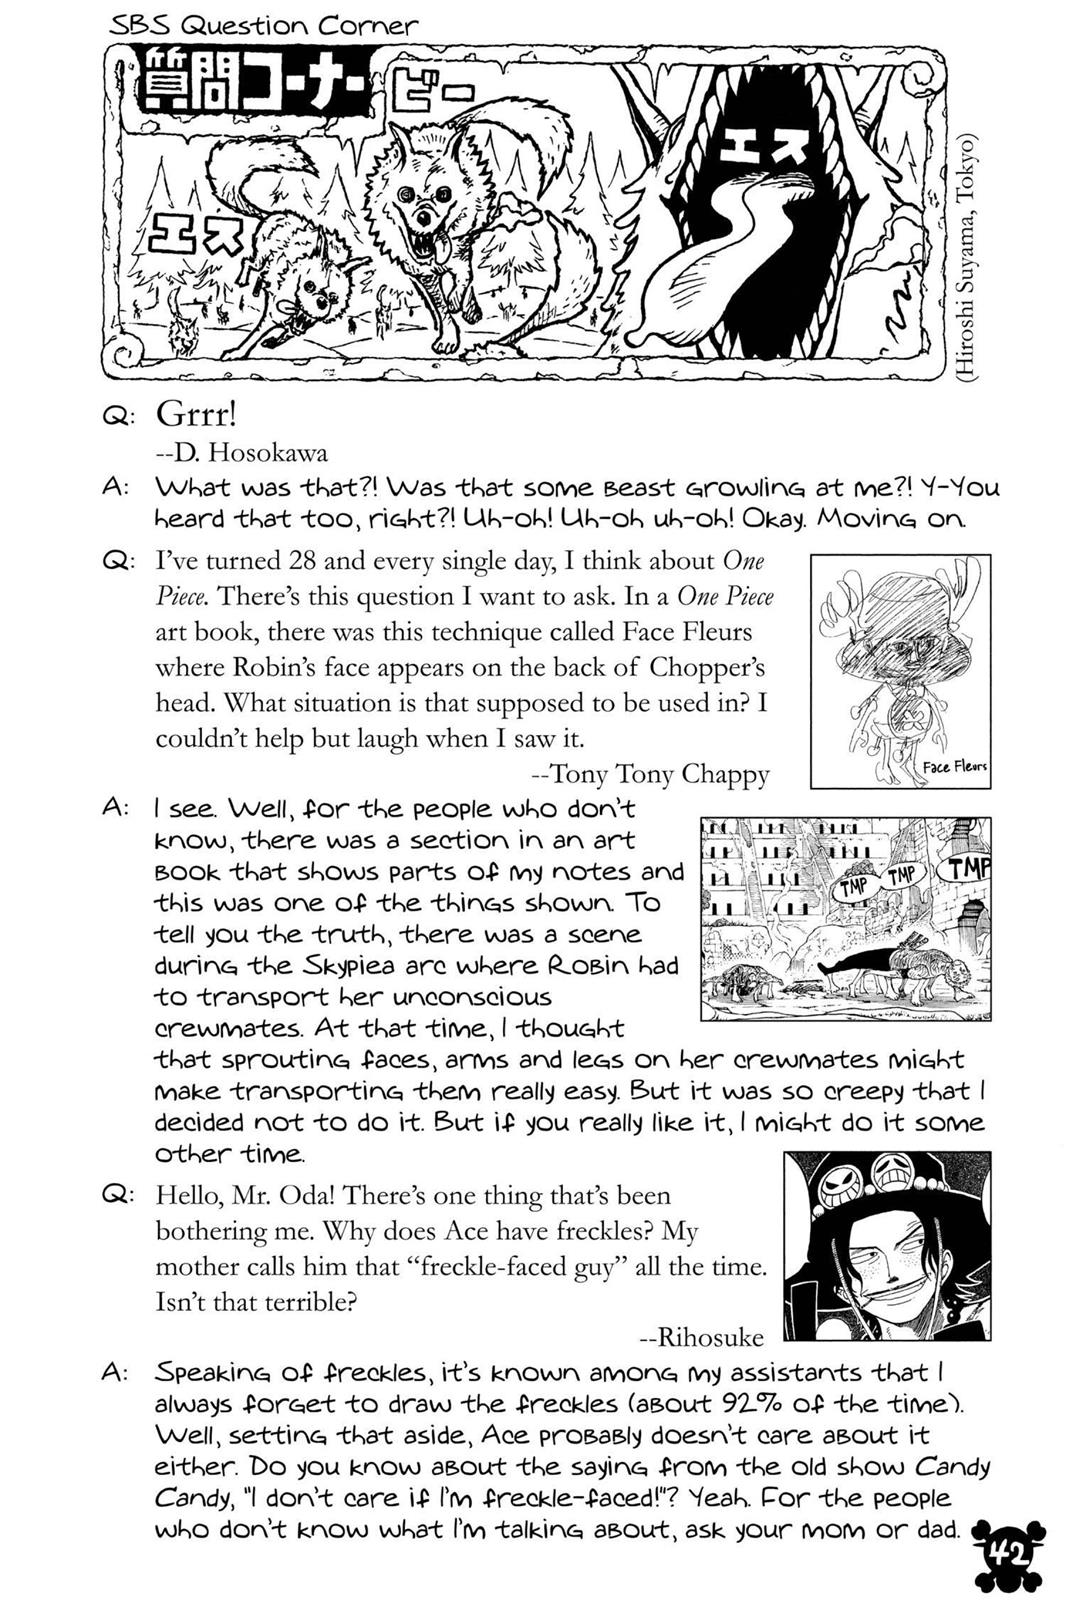 SBS Question Corner
質問コーナー
エス
ビー
エス
(Hiroshi Suyama, Tokyo)
Q: Grrr!
--D. Hosokawa
A: What was that?! Was that some beast growling at me?! Y-You
heard that too, right?! Uh-oh! Uh-oh uh-oh! Okay. Moving on.
Q: I've turned 28 and every single day, I think about One
Piece. There's this question I want to ask. In a One Piece
art book, there was this technique called Face Fleurs
where Robin's face appears on the back of Chopper's
head. What situation is that supposed to be used in? I
couldn't help but laugh when I saw it.
--Tony Tony Chappy
Face Fleurs
A: I see. Well, for the people who don't
know, there was a section in an art
book that shows parts of my notes and
this was one of the things shown. To
tell you the truth, there was a scene
during the Skypiea arc where Robin had
to transport her unconscious
crewmates. At that time, I thought
that sprouting faces, arms and legs on her crewmates might
make transporting them really easy. But it was so creepy that I
decided not to do it. But if you really like it, I might do it some
other time.
TMP
TMP
TMP
Q: Hello, Mr. Oda! There's one thing that's been
bothering me. Why does Ace have freckles? My
mother calls him that "freckle-faced guy" all the time.
Isn't that terrible?
--Rihosuke
A: Speaking of freckles, it's known among my assistants that I
always forget to draw the freckles (about 92% of the time).
Well, setting that aside, Ace probably doesn't care about it
either. Do you know about the saying from the old show Candy
Candy, "I don't care if I'm freckle-faced!"? Yeah. For the people
who don't know what I'm talking about, ask your mom or dad.
42